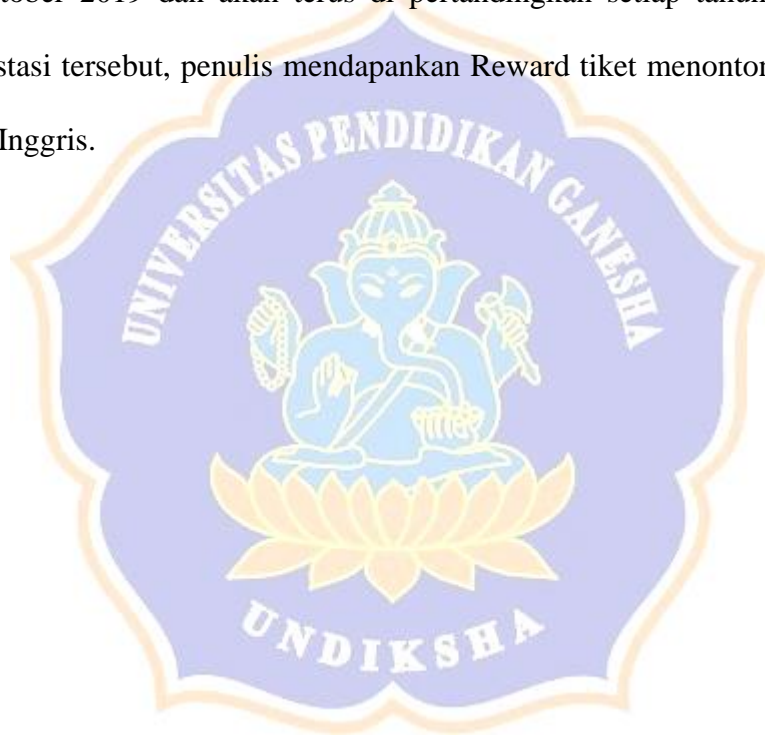 tober 2019 dan akan terus di pertandingkan setiap tahun
stasi tersebut, penulis mendapankan Reward tiket menonton
Inggris.
UNIVERSITAS PENDIDIKAN GANESHA
UNDIKSHA